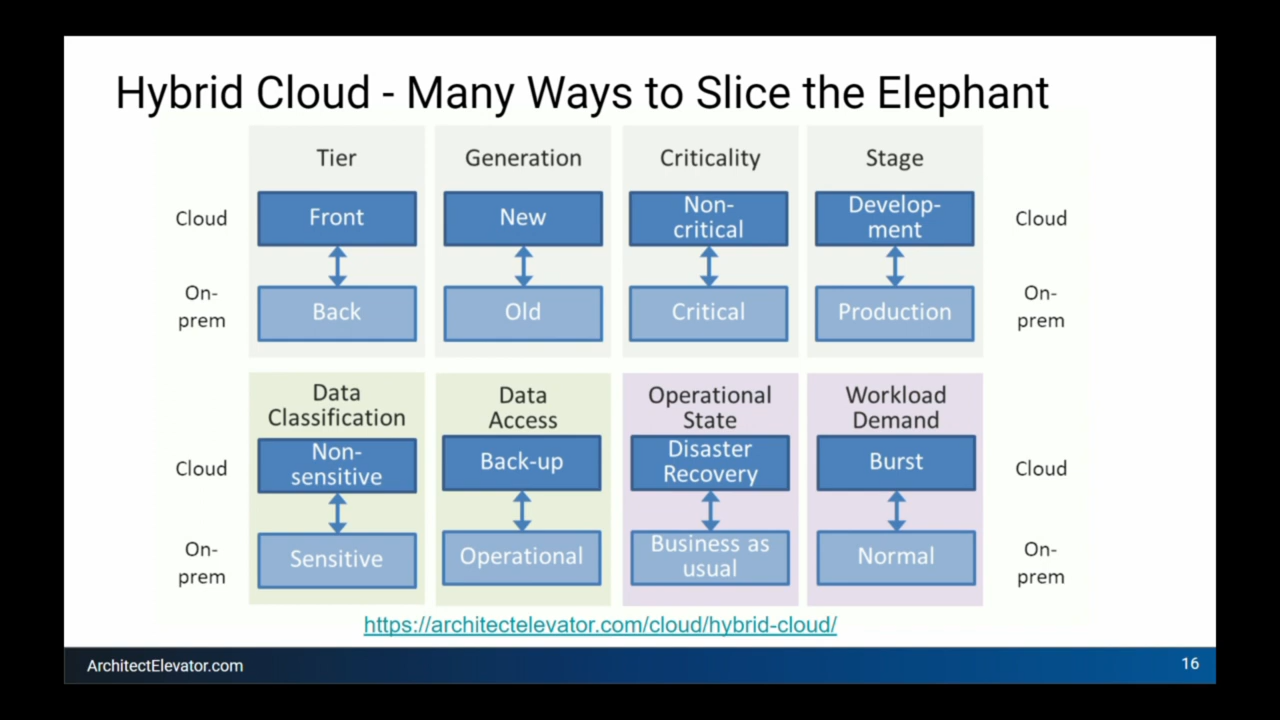 Hybrid Cloud - Many Ways to Slice the Elephant
Tier
Generation
Criticality
Stage
Cloud
Front
New
Non-
critical
Develop-
ment
Cloud
On-
prem
Back
Old
Critical
Production
On-
prem
Data
Classification
Data
Access
Operational
State
Workload
Demand
Cloud
Non-
sensitive
Back-up
Disaster
Recovery
Burst
Cloud
On-
prem
Sensitive
Operational
Business as
usual
Normal
On-
prem
https://architectelevator.com/cloud/hybrid-cloud/
ArchitectElevator.com
16